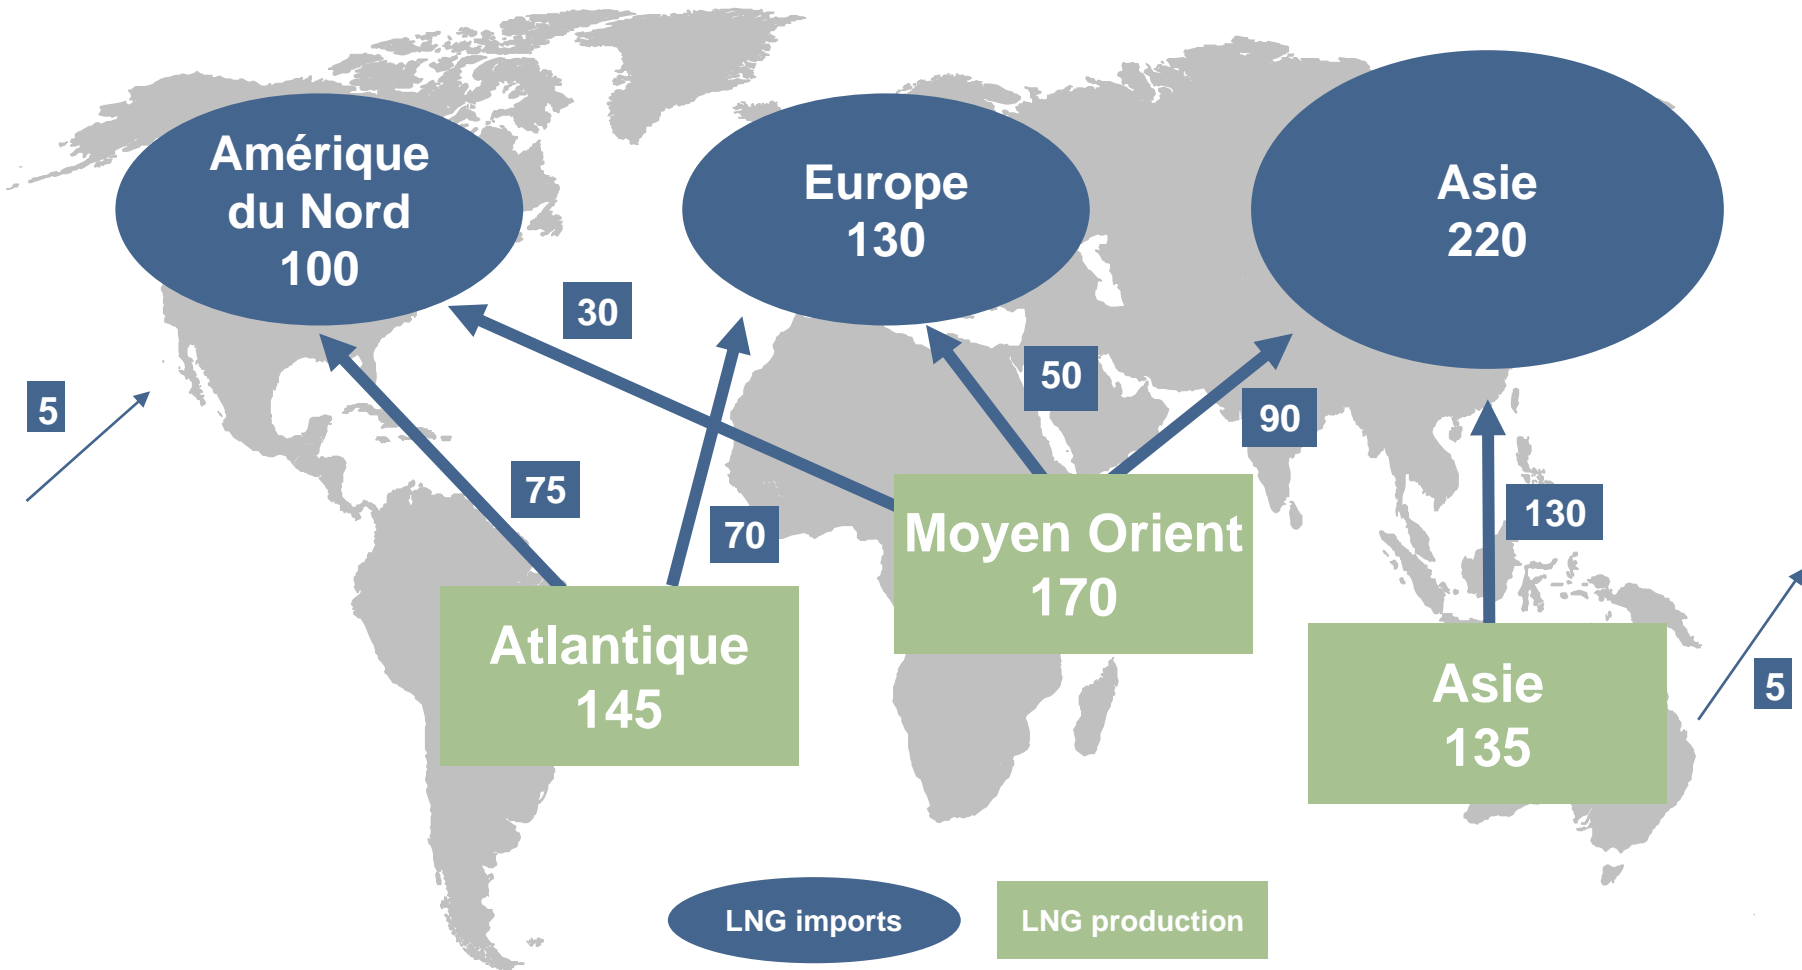 Amérique
du Nord
100
Europe
130
Asie
220
30
50
5
90
75
130
70
Moyen Orient
170
Atlantique
145
Asie
135
5
LNG imports
LNG production